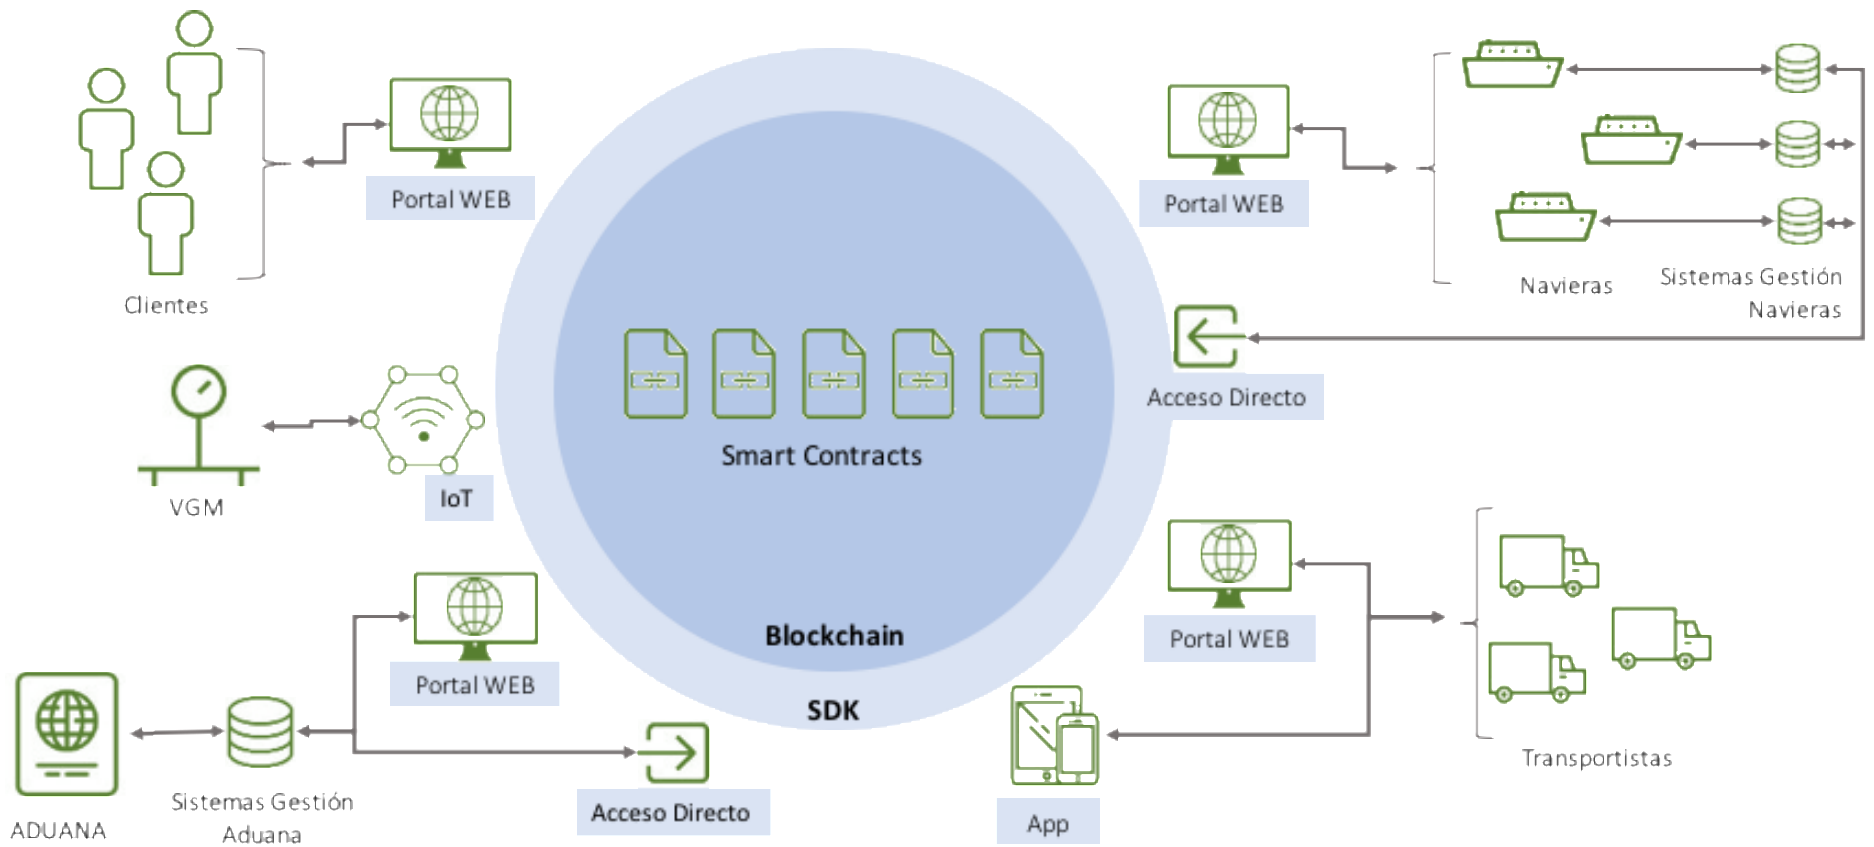 Portal WEB
Clientes
VGM
IoT
Portal WEB
ADUANA
Sistemas Gestión
Aduana
Acceso Directo
Smart Contracts
Blockchain
SDK
Portal WEB
Navieras
Sistemas Gestión
Navieras
Acceso Directo
Portal WEB
App
Transportistas